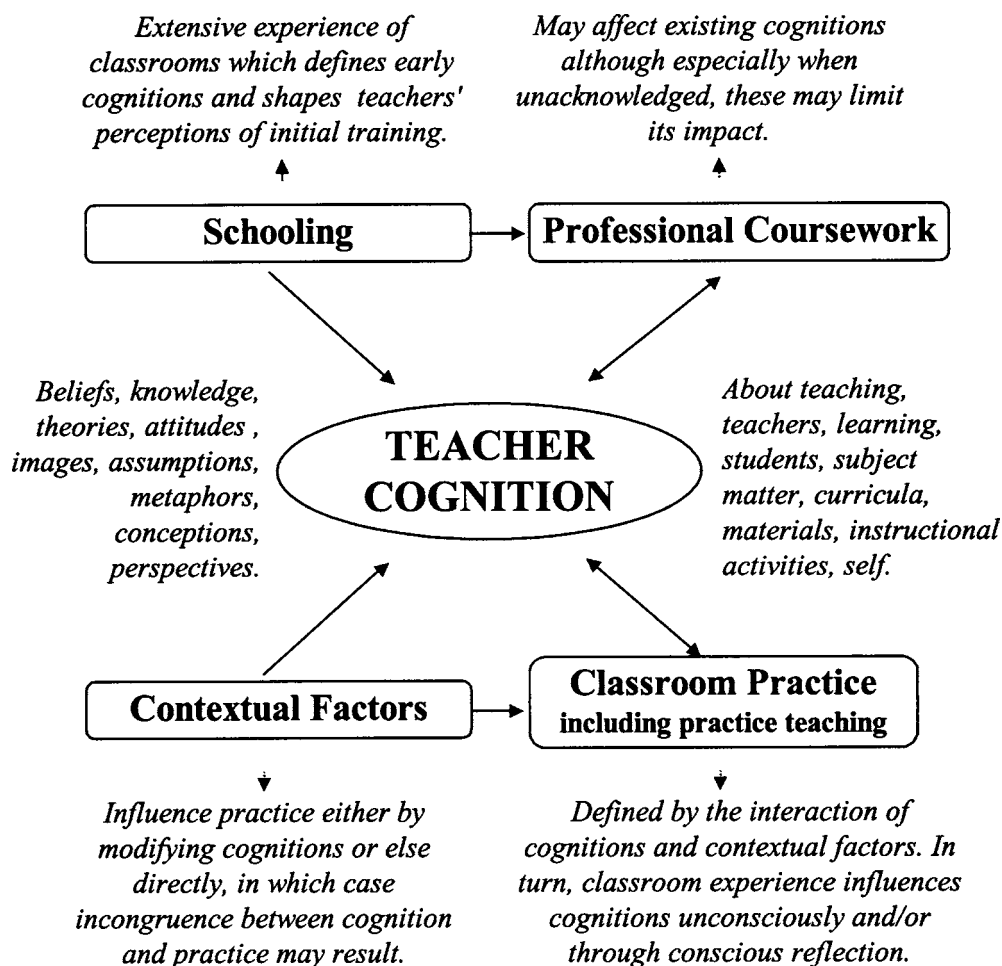 Extensive experience of
classrooms which defines early
cognitions and shapes teachers'
perceptions of initial training.
May affect existing cognitions
although especially when
unacknowledged, these may limit
its impact.
Schooling
Professional Coursework
Beliefs, knowledge,
theories, attitudes ,
images, assumptions,
metaphors,
conceptions,
perspectives.
TEACHER
COGNITION
About teaching,
teachers, learning,
students, subject
matter, curricula,
materials, instructional
activities, self.
Contextual Factors
Classroom Practice
including practice teaching
Influence practice either by
modifying cognitions or else
directly, in which case
incongruence between cognition
and practice may result.
Defined by the interaction of
cognitions and contextual factors. In
turn, classroom experience influences
cognitions unconsciously and/or
through conscious reflection.